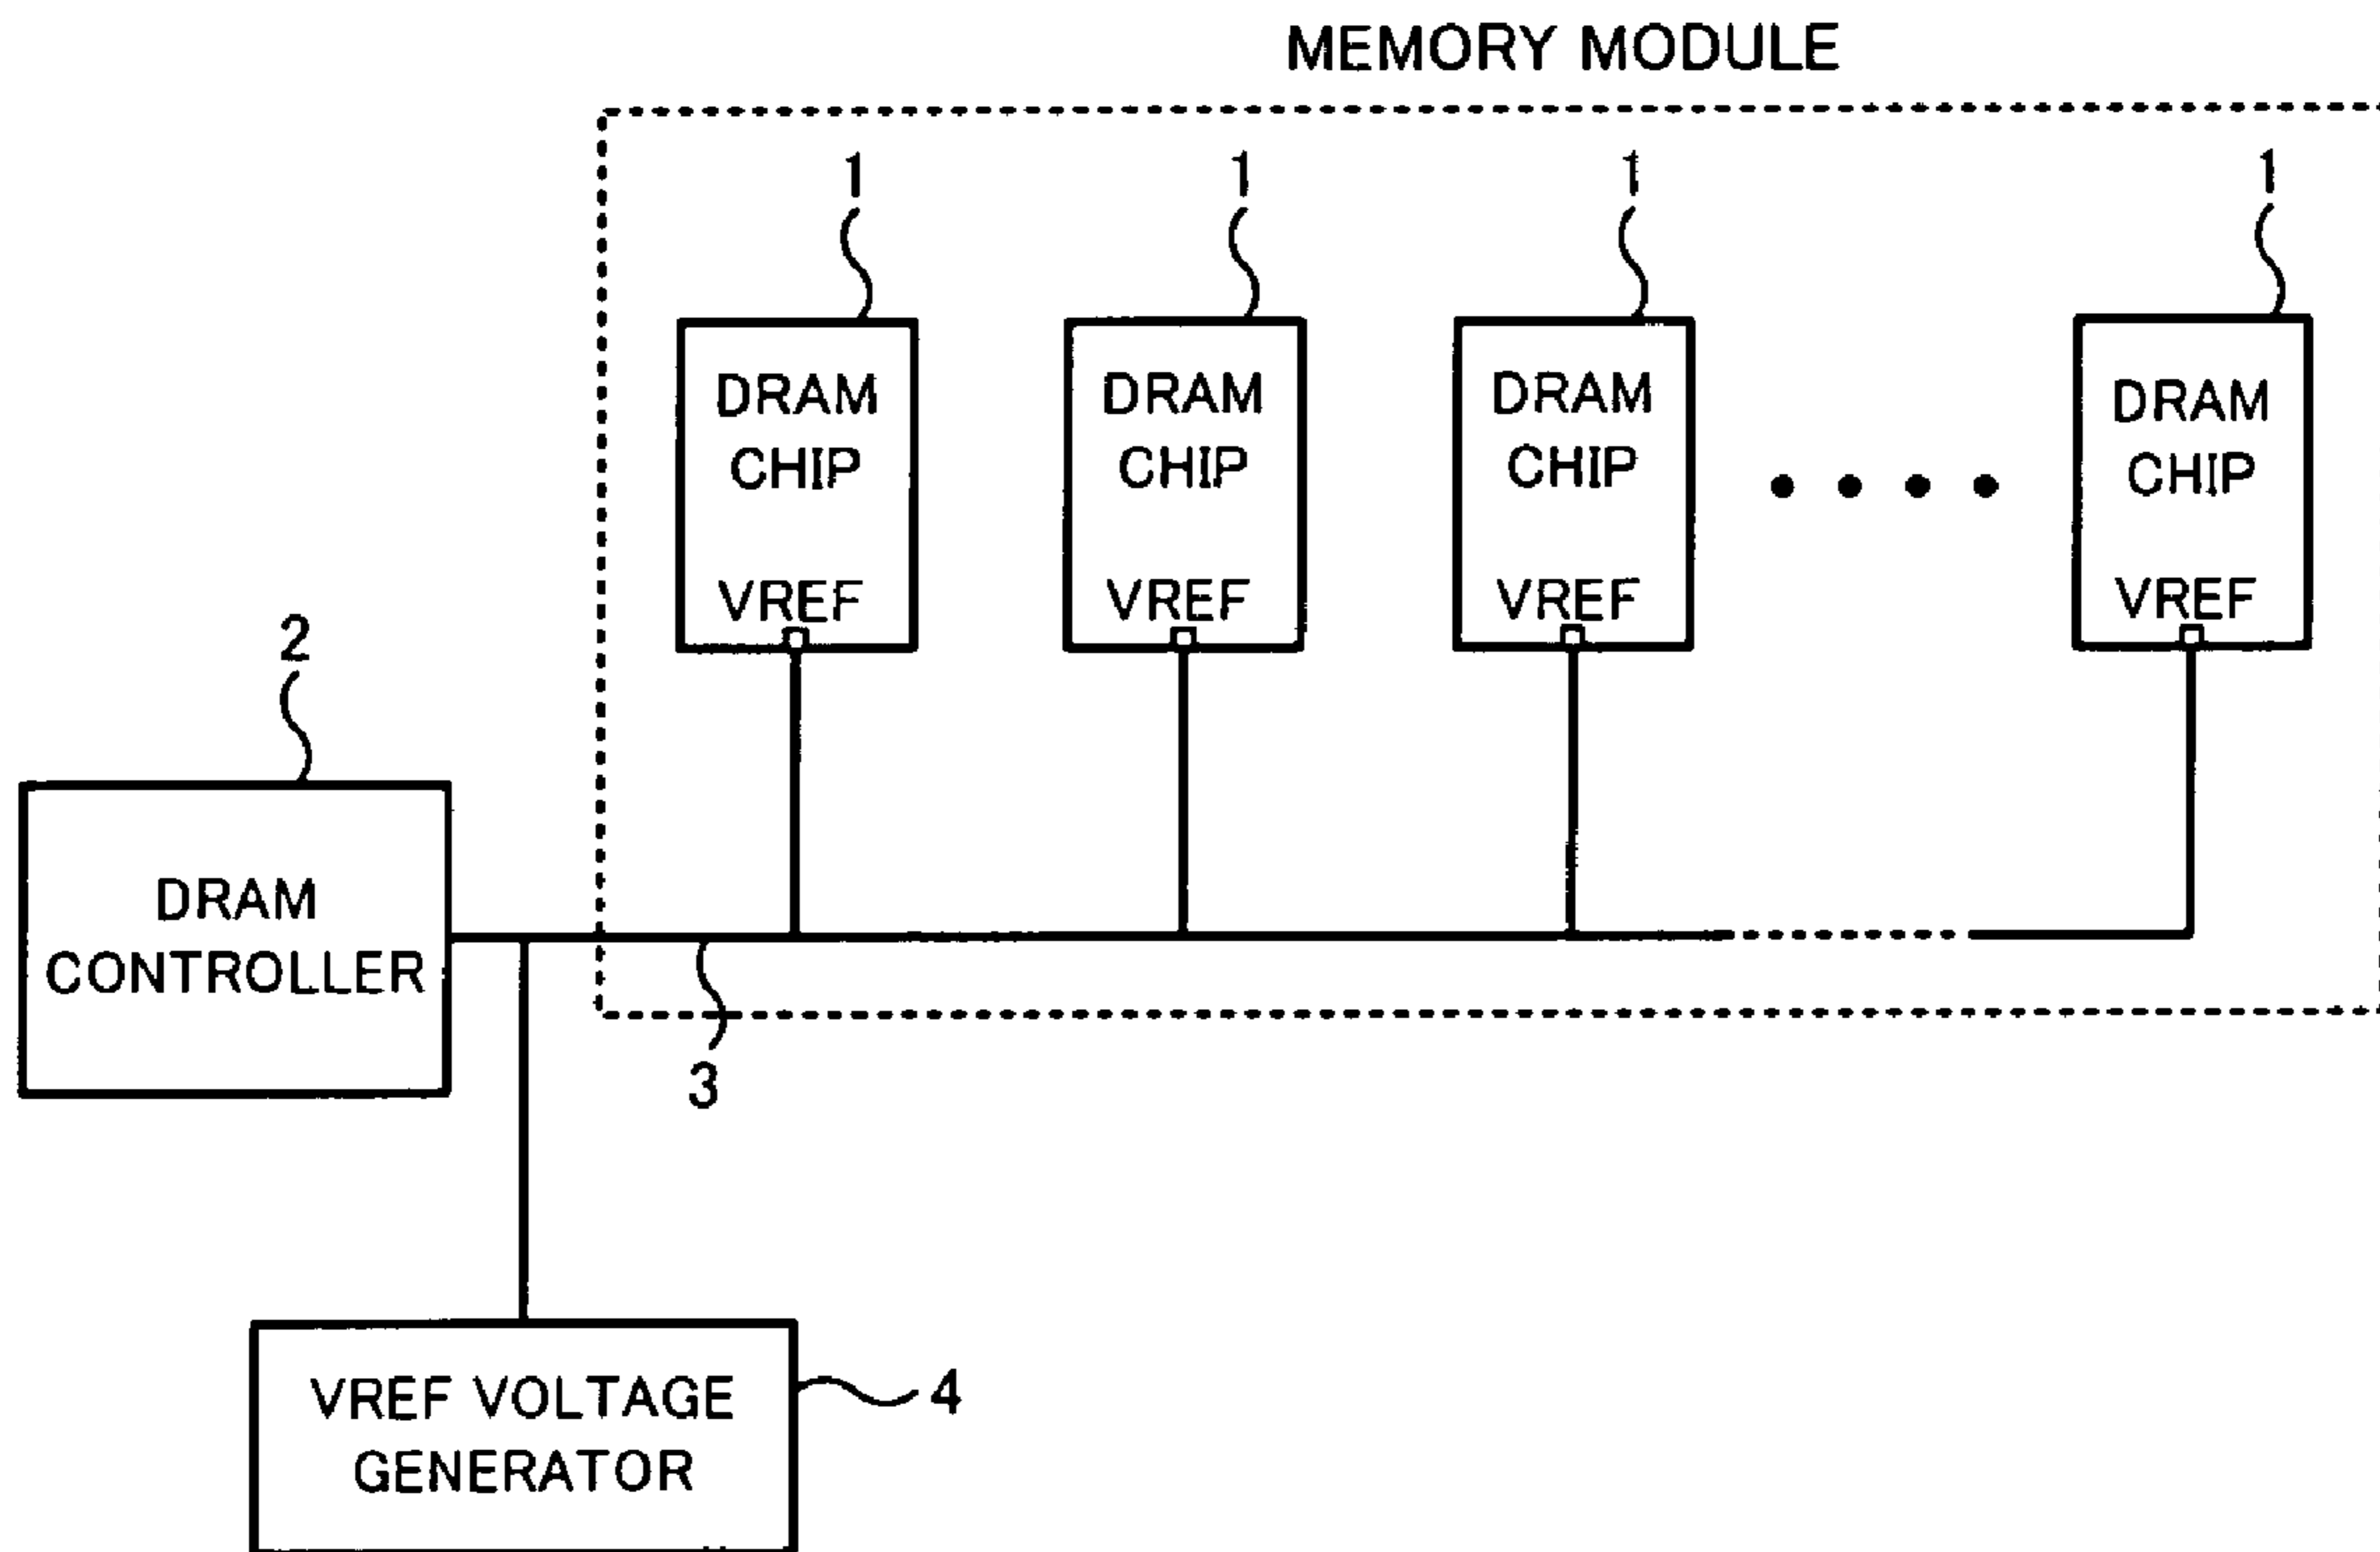 MEMORY MODULE
1 1 1 1
DRAM CHIP VREF
DRAM CHIP VREF
DRAM CHIP VREF
DRAM CHIP VREF
2
DRAM
CONTROLLER
3
VREF VOLTAGE
GENERATOR
4